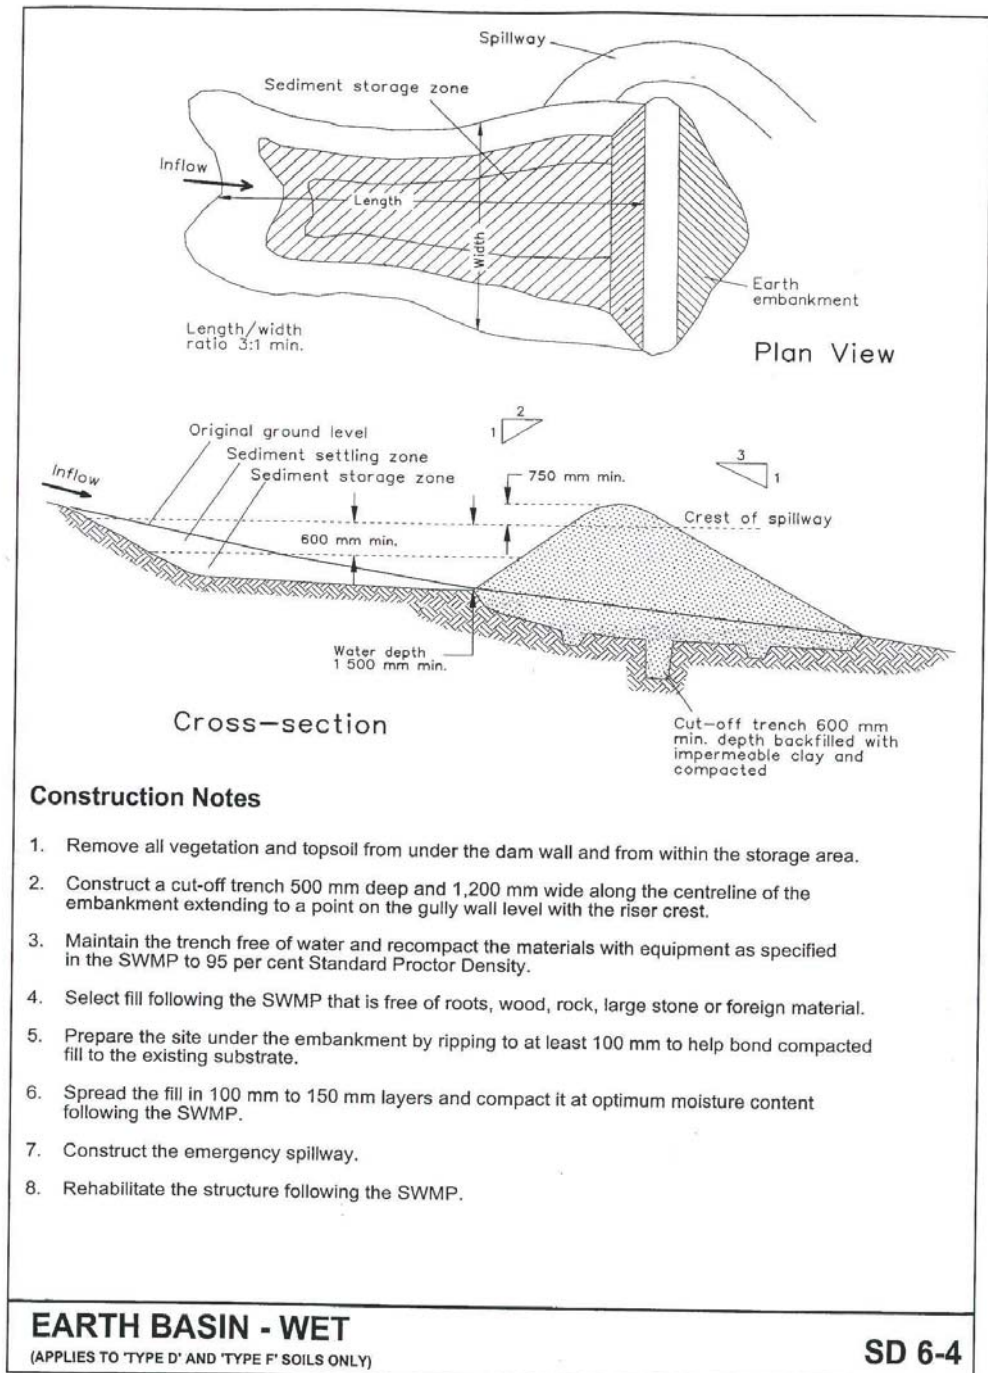 Spillway
Sediment storage zone
Inflow
Length
Width
Earth
embankment
Length/width
ratio 3:1 min.
Plan View
2
1
3
1
Original ground level
Sediment settling zone
Sediment storage zone
Inflow
750 mm min.
Crest of spillway
600 mm min.
Water depth
1 500 mm min.
Cross-section
Cut-off trench 600 mm
min. depth backfilled with
impermeable clay and
compacted
Construction Notes
1. Remove all vegetation and topsoil from under the dam wall and from within the storage area.
2. Construct a cut-off trench 500 mm deep and 1,200 mm wide along the centreline of the
embankment extending to a point on the gully wall level with the riser crest.
3. Maintain the trench free of water and recompact the materials with equipment as specified
in the SWMP to 95 per cent Standard Proctor Density.
4. Select fill following the SWMP that is free of roots, wood, rock, large stone or foreign material.
5. Prepare the site under the embankment by ripping to at least 100 mm to help bond compacted
fill to the existing substrate.
6. Spread the fill in 100 mm to 150 mm layers and compact it at optimum moisture content
following the SWMP.
7. Construct the emergency spillway.
8. Rehabilitate the structure following the SWMP.
EARTH BASIN - WET
(APPLIES TO 'TYPE D' AND 'TYPE F' SOILS ONLY)
SD 6-4